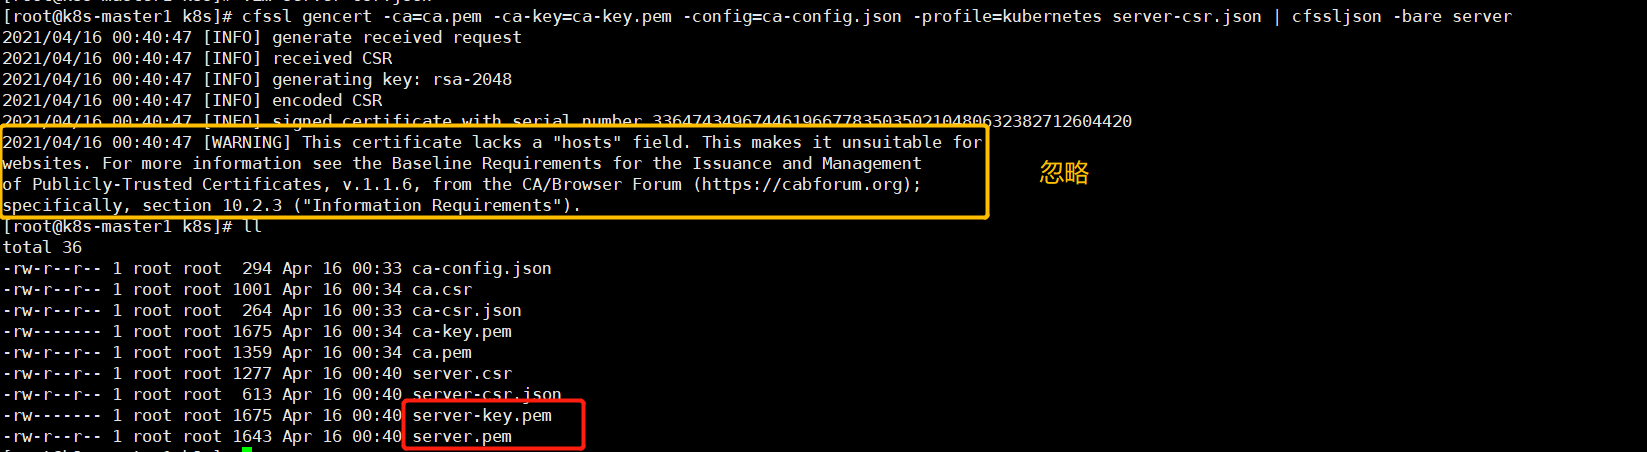 [root@k8s-master1 k8s]# cfssl gencert -ca=ca.pem -ca-key=ca-key.pem -config=ca-config.json -profile=kubernetes server-csr.json | cfssljson -bare server
2021/04/16 00:40:47 [INFO] generate received request
2021/04/16 00:40:47 [INFO] received CSR
2021/04/16 00:40:47 [INFO] generating key: rsa-2048
2021/04/16 00:40:47 [INFO] encoded CSR
2021/04/16 00:40:47 [INFO] signed certificate with serial number 336474349674461966778350350210480632382712604420
2021/04/16 00:40:47 [WARNING] This certificate lacks a "hosts" field. This makes it unsuitable for
websites. For more information see the Baseline Requirements for the Issuance and Management
of Publicly-Trusted Certificates, v.1.1.6, from the CA/Browser Forum (https://cabforum.org);
specifically, section 10.2.3 ("Information Requirements").
忽略
[root@k8s-master1 k8s]# ll
total 36
-rw-r--r-- 1 root root  294 Apr 16 00:33 ca-config.json
-rw-r--r-- 1 root root 1001 Apr 16 00:34 ca.csr
-rw-r--r-- 1 root root  264 Apr 16 00:33 ca-csr.json
-rw------- 1 root root 1675 Apr 16 00:34 ca-key.pem
-rw-r--r-- 1 root root 1359 Apr 16 00:34 ca.pem
-rw-r--r-- 1 root root 1277 Apr 16 00:40 server.csr
-rw-r--r-- 1 root root  613 Apr 16 00:40 server-csr.json
-rw------- 1 root root 1675 Apr 16 00:40 server-key.pem
-rw-r--r-- 1 root root 1643 Apr 16 00:40 server.pem